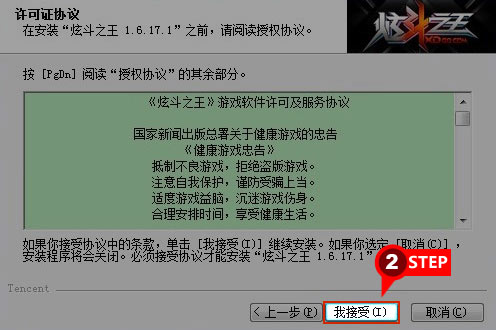 许可证协议
在安装“炫斗之王 1.6.17.1”之前，请阅读授权协议。
炫斗之王
XD.QQ.COM
按 [PgDn] 阅读“授权协议”的其余部分。
《炫斗之王》游戏软件许可及服务协议
国家新闻出版总署关于健康游戏的忠告
《健康游戏忠告》
抵制不良游戏，拒绝盗版游戏。
注意自我保护，谨防受骗上当。
适度游戏益脑，沉迷游戏伤身。
合理安排时间，享受健康生活。
如果你接受协议中的条款，单击 [我接受(I)] 继续安装。如果你选定 [取消(C)] ，
安装程序将会关闭。必须接受协议才能安装“炫斗之王 1.6.17.1”
2 STEP
Tencent
< 上一步(P)
我接受(I)
取消(C)